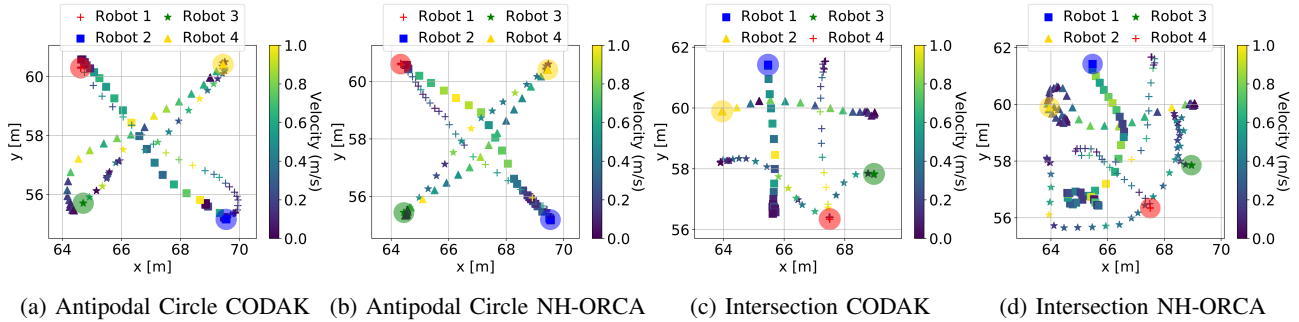 Robot 1 Robot 3
Robot 2 Robot 4
1.0
0.8
0.6
0.4
0.2
0.0
Velocity (m/s)
60
58
56
y [m]
64 66 68 70
x [m]
(a) Antipodal Circle CODAK
Robot 1 Robot 3
Robot 2 Robot 4
1.0
0.8
0.6
0.4
0.2
0.0
Velocity (m/s)
60
58
56
y [m]
64 66 68 70
x [m]
(b) Antipodal Circle NH-ORCA
Robot 1 Robot 3
Robot 2 Robot 4
1.0
0.8
0.6
0.4
0.2
0.0
Velocity (m/s)
62
60
58
56
y [m]
64 66 68
x [m]
(c) Intersection CODAK
Robot 1 Robot 3
Robot 2 Robot 4
1.0
0.8
0.6
0.4
0.2
0.0
Velocity (m/s)
62
60
58
56
y [m]
64 66 68 70
x [m]
(d) Intersection NH-ORCA